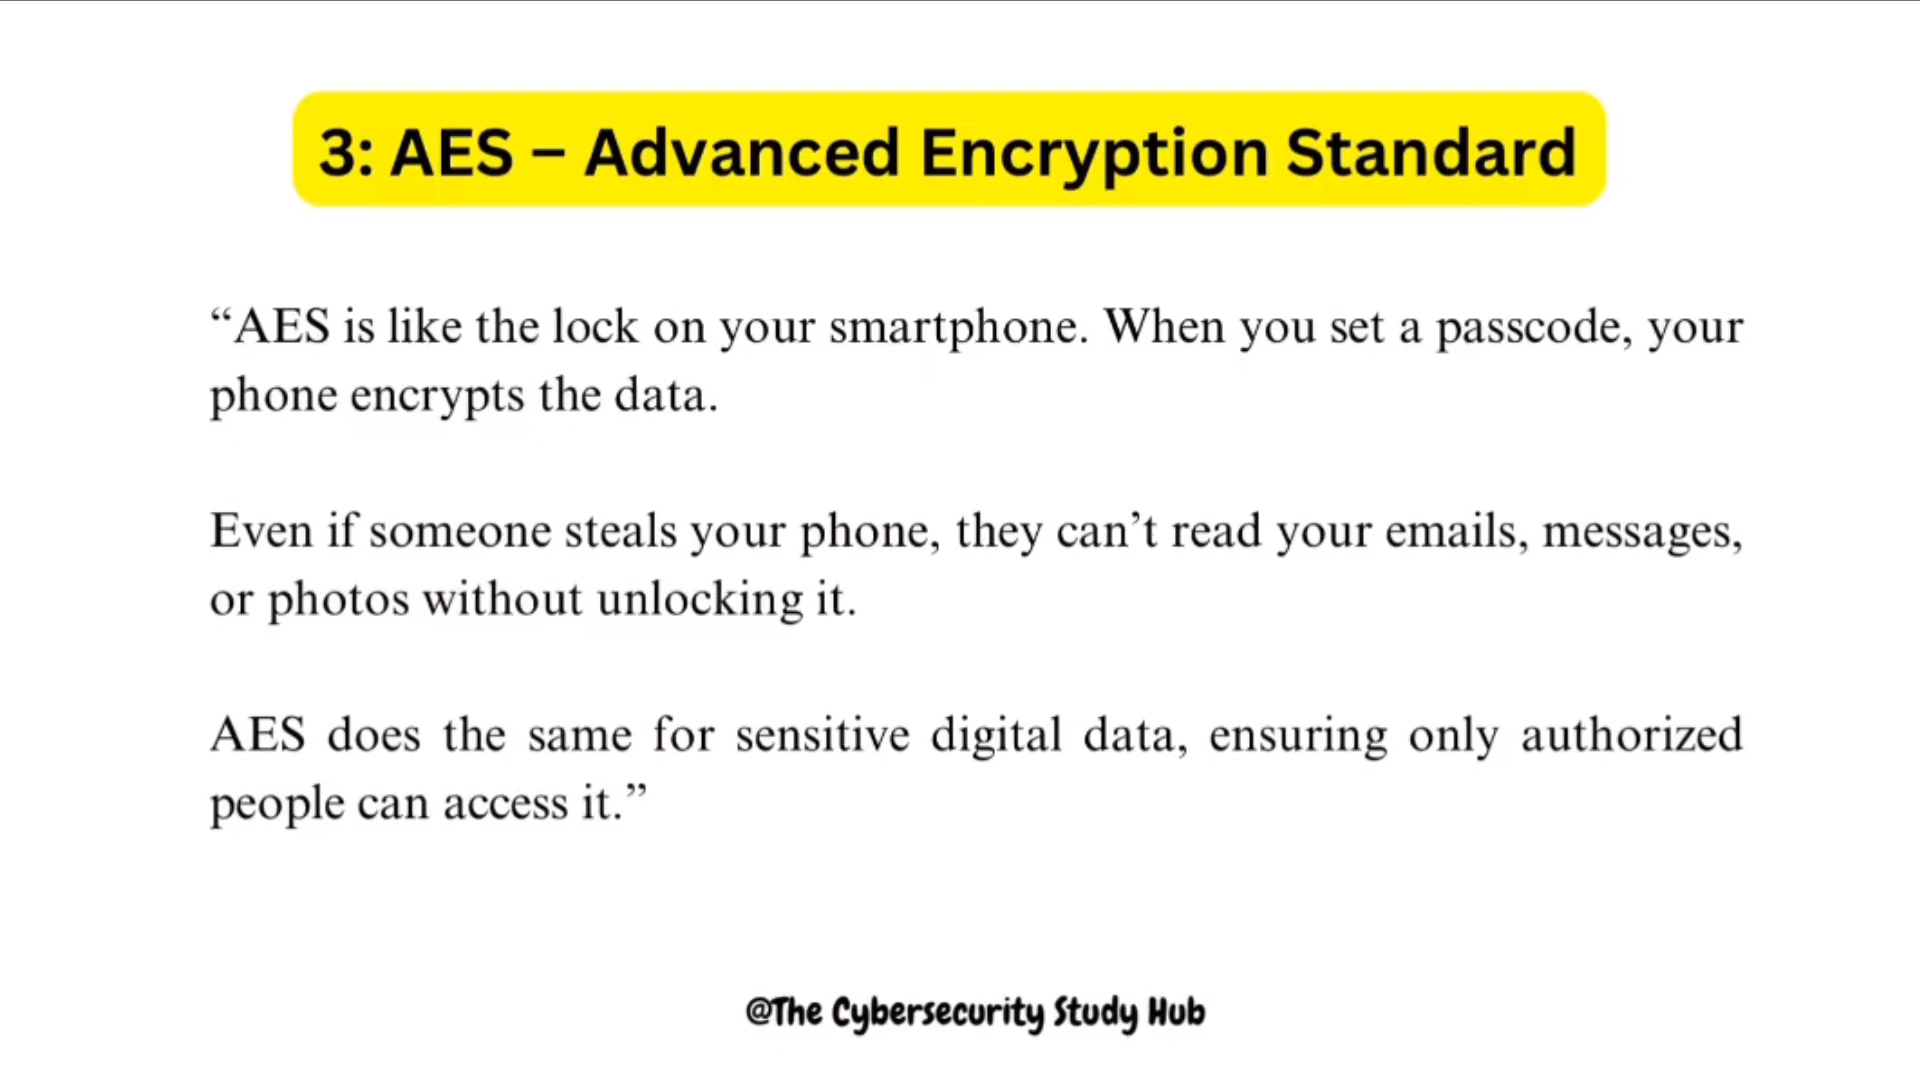 3: AES – Advanced Encryption Standard
“AES is like the lock on your smartphone. When you set a passcode, your
phone encrypts the data.
Even if someone steals your phone, they can’t read your emails, messages,
or photos without unlocking it.
AES does the same for sensitive digital data, ensuring only authorized
people can access it.”
@The Cybersecurity Study Hub